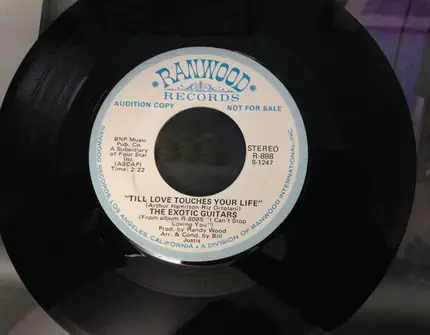 RANWOOD
RECORDS
AUDITION COPY
NOT FOR SALE
BNP Music
Pub. Co.
A Subsidiary
of Four Star
Inc.
(ASCAP)
Time: 2:22
STEREO
R-898
S-1247
"TILL LOVE TOUCHES YOUR LIFE"
(Arthur Hamilton-Riz Ortolani)
THE EXOTIC GUITARS
(From album R-8085 "I Can't Stop
Loving You")
Prod. by Randy Wood
Arr. & Cond. by Bill
Justis
RANWOOD RECORDS, LOS ANGELES, CALIFORNIA • A DIVISION OF RANWOOD INTERNATIONAL, INC.